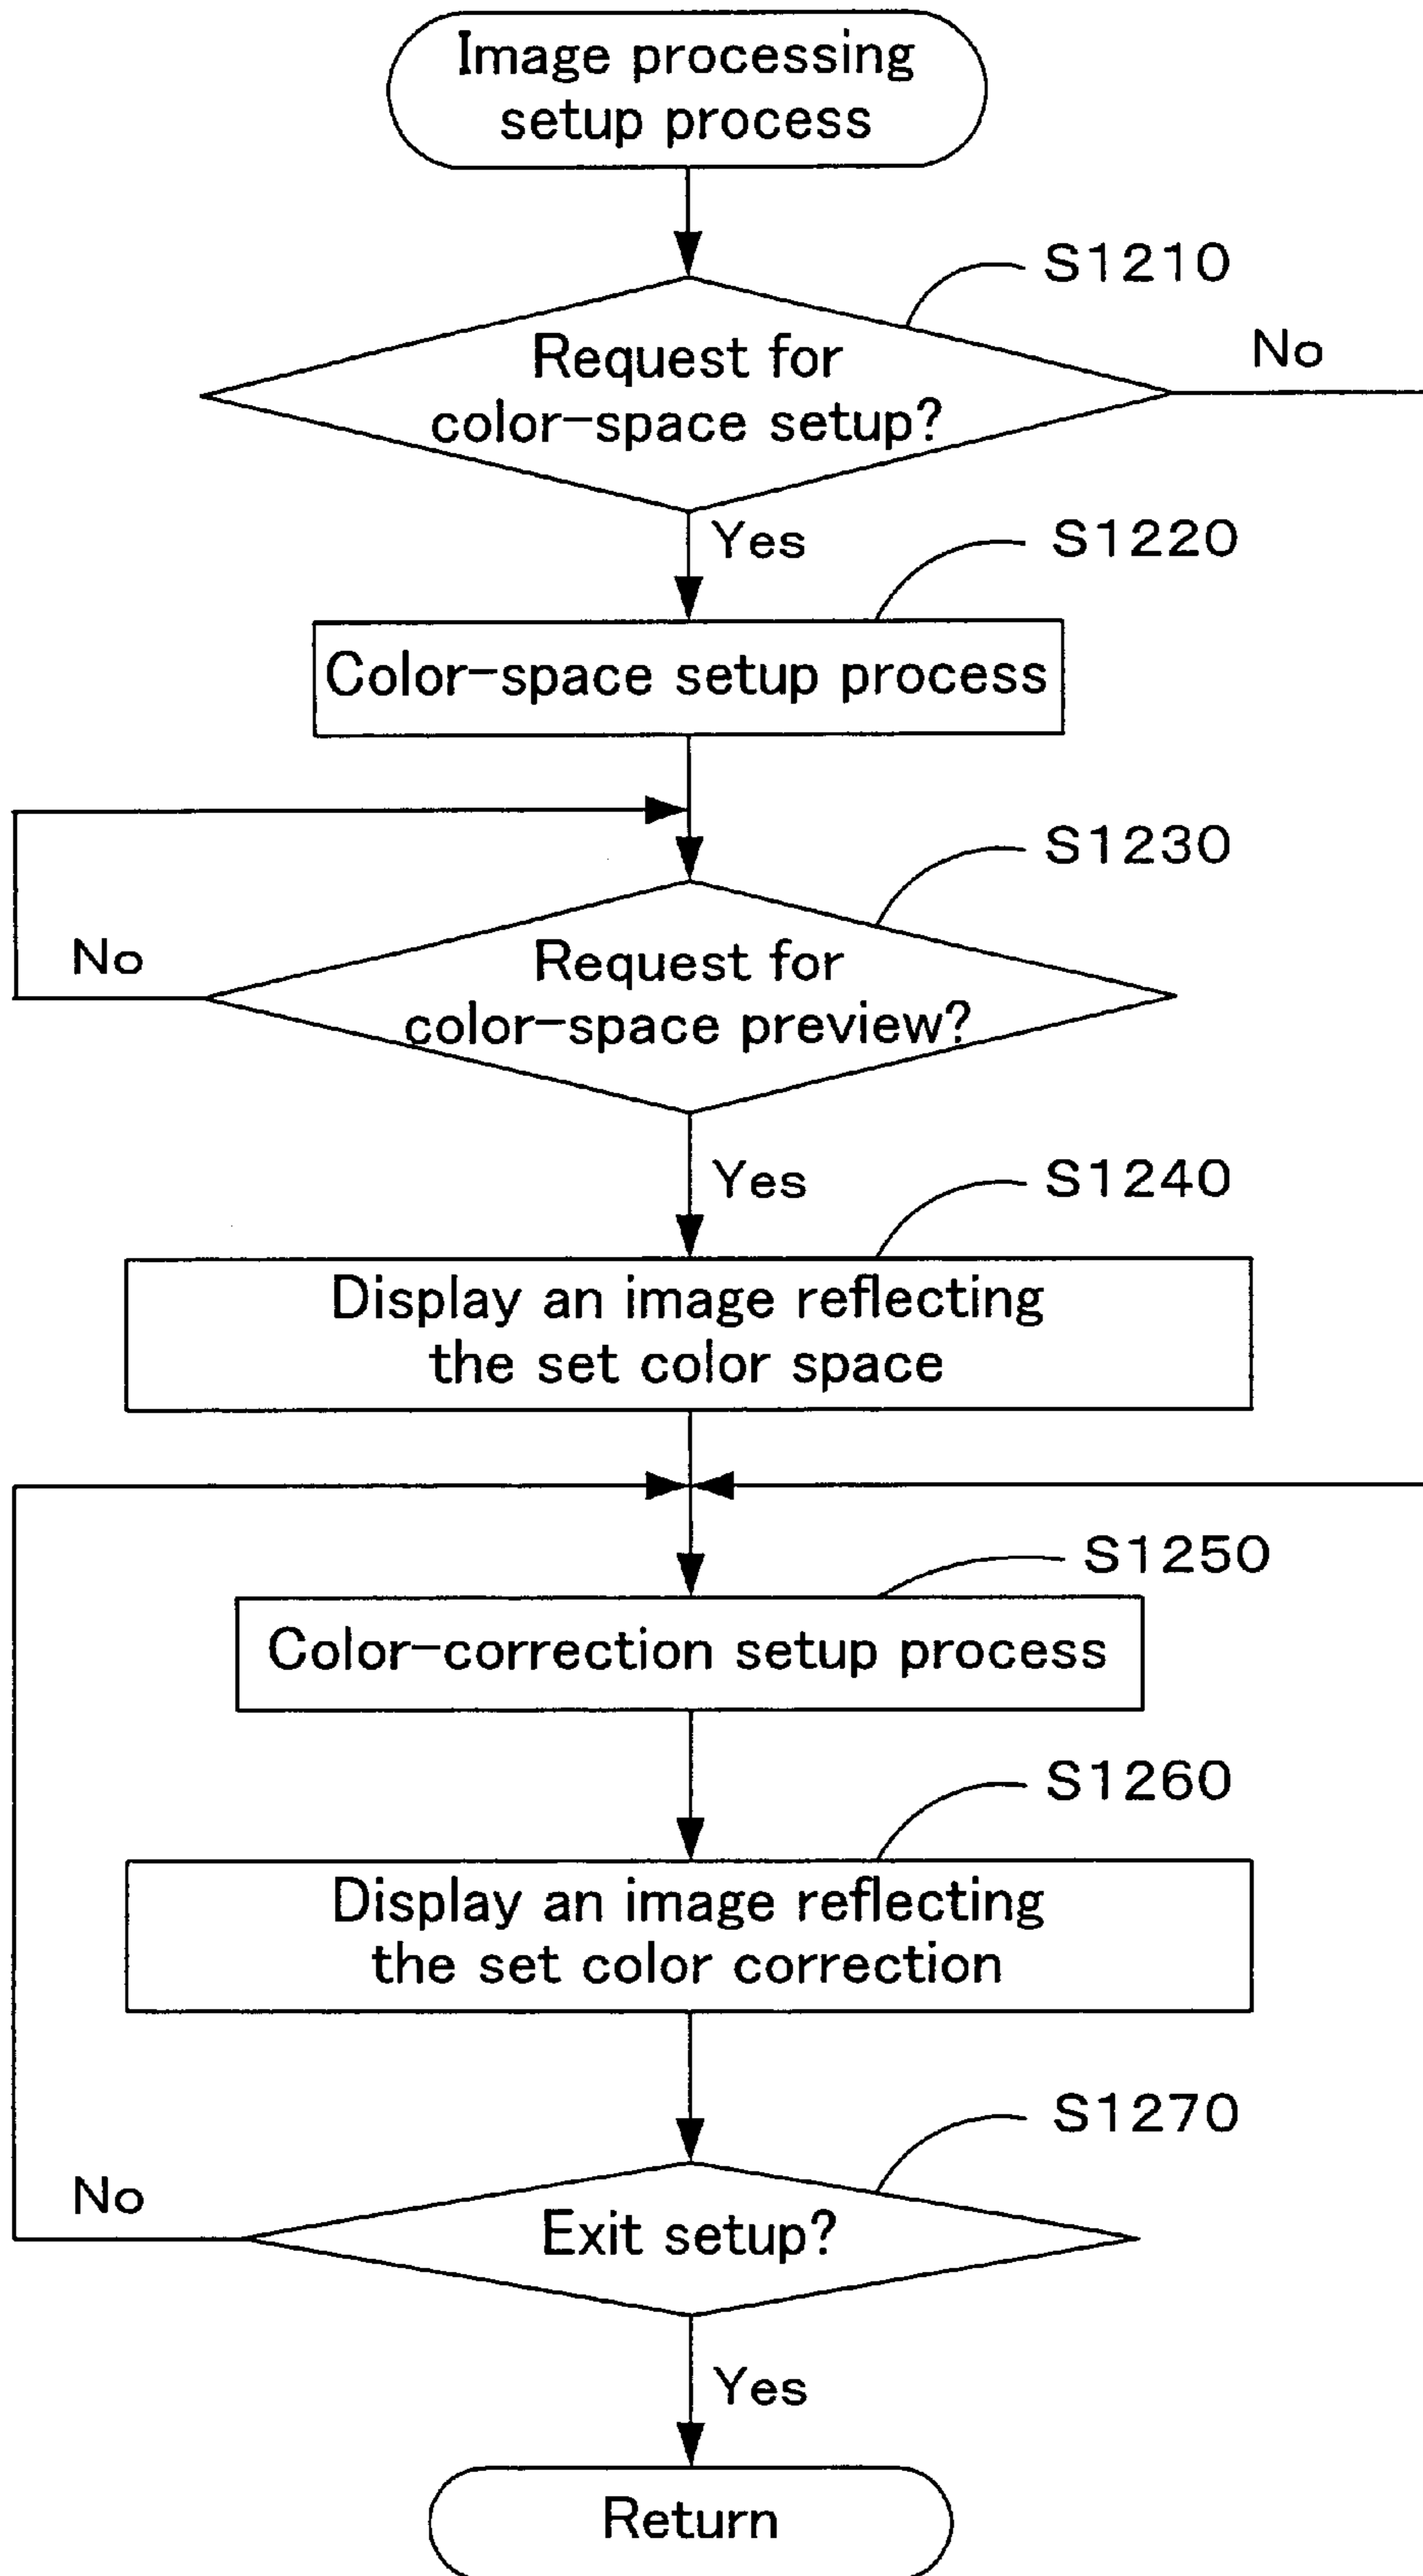 Image processing
setup process
S1210
Request for
color-space setup?
No
Yes
S1220
Color-space setup process
S1230
Request for
color-space preview?
No
Yes
S1240
Display an image reflecting
the set color space
S1250
Color-correction setup process
S1260
Display an image reflecting
the set color correction
S1270
Exit setup?
No
Yes
Return